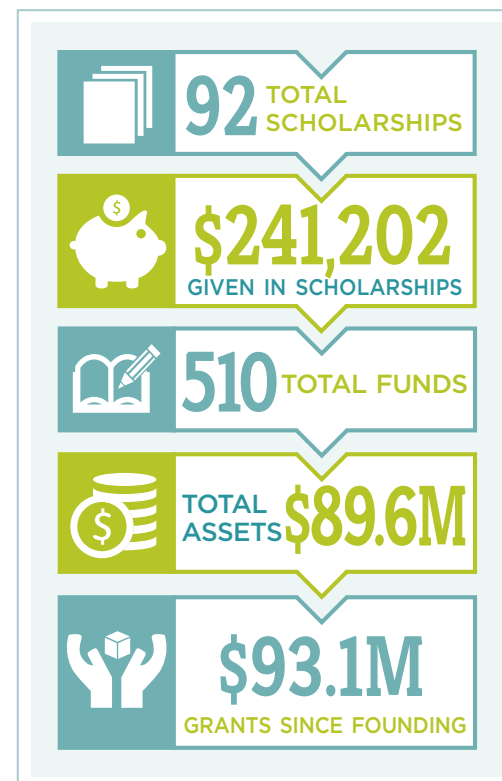 92 TOTAL
SCHOLARSHIPS
$
$241,202
GIVEN IN SCHOLARSHIPS
510 TOTAL FUNDS
$
TOTAL
ASSETS $89.6M
$93.1M
GRANTS SINCE FOUNDING